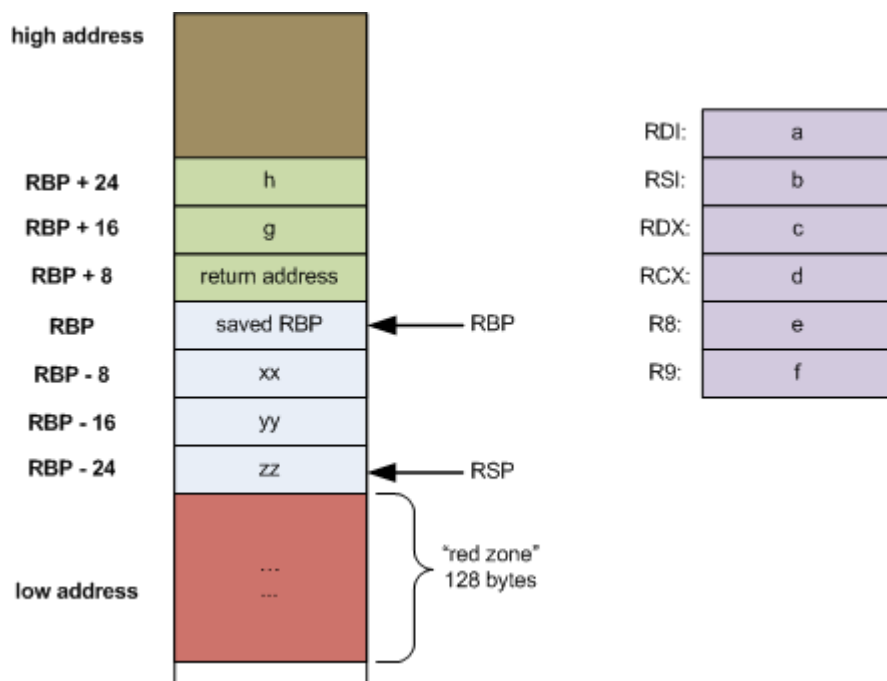 high address
RBP + 24 h
RBP + 16 g
RBP + 8 return address
RBP saved RBP RBP
RBP - 8 xx
RBP - 16 yy
RBP - 24 zz RSP
...
...
low address
“red zone”
128 bytes
RDI: a
RSI: b
RDX: c
RCX: d
R8: e
R9: f